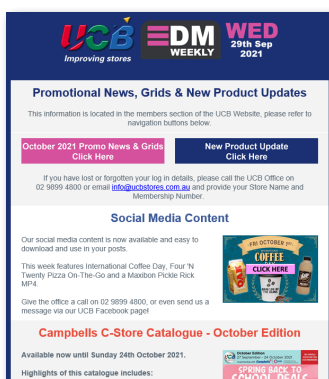 UCB
Improving stores
EDM
WEEKLY
WED
29th Sep
2021
Promotional News, Grids & New Product Updates
This information is located in the members section of the UCB Website, please refer to
navigation buttons below.
October 2021 Promo News & Grids
Click Here
New Product Update
Click Here
If you have lost or forgotten your log in details, please call the UCB Office on
02 9899 4800 or email info@ucbstores.com.au and provide your Store Name and
Membership Number.
Social Media Content
Our social media content is now available and easy to
download and use in your posts.
This week features International Coffee Day, Four 'N
Twenty Pizza On-The-Go and a Maxibon Pickle Rick
MP4.
Give the office a call on 02 9899 4800, or even send us a
message via our UCB Facebook page!
FRI OCTOBER 1ST
COFFEE
CLICK HERE
Campbells C-Store Catalogue - October Edition
Available now until Sunday 24th October 2021.
Highlights of this catalogue includes:
UCB
October Edition
27 September - 24 October 2021
SPRING BACK TO
SCHOOL DEALS